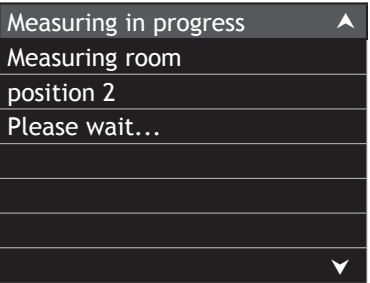 Measuring in progress
Measuring room
position 2
Please wait...